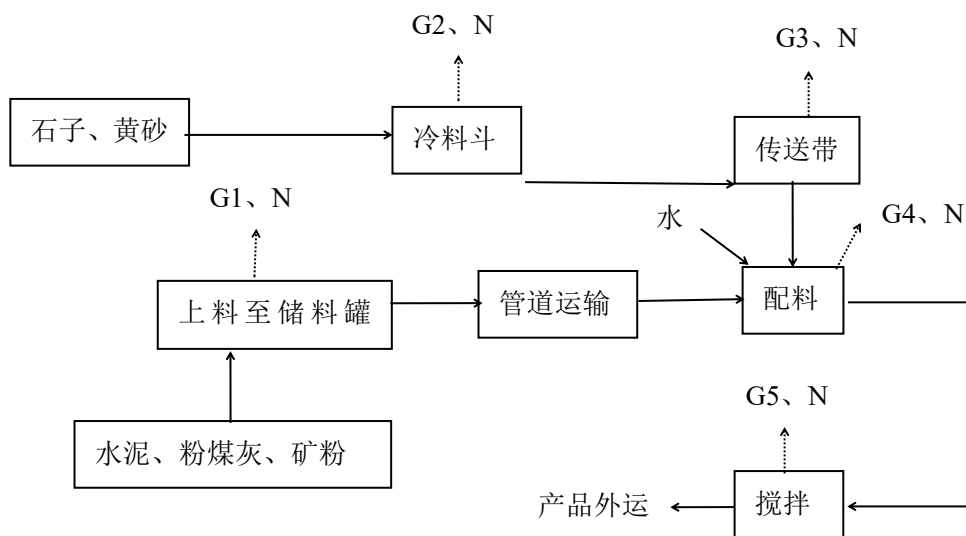 G2、N
G3、N
石子、黄砂
冷料斗
传送带
G1、N
水
G4、N
上料至储料罐
管道运输
配料
G5、N
水泥、粉煤灰、矿粉
产品外运
搅拌